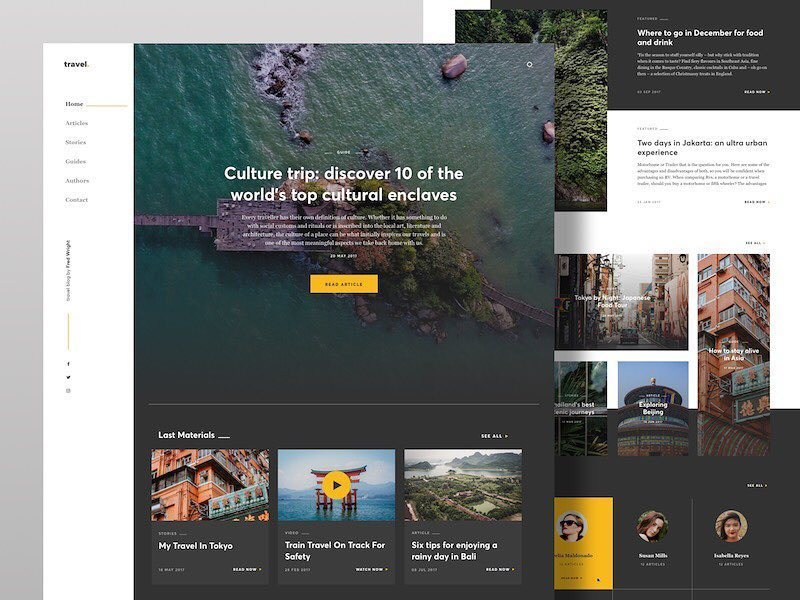 travel.
Home
Articles
Stories
Guides
Authors
Contact
travel blog by Fred Wright
GUIDE
Culture trip: discover 10 of the
world's top cultural enclaves
Every traveller has their own definition of culture. Whether it has something to do
with social customs and rituals or is inscribed into the local art, literature and
architecture, the culture of a place can be what initially inspires our travels and is
one of the most meaningful aspects we take back home with us.
20 MAY 2017
READ ARTICLE
Last Materials
SEE ALL
STORIES
My Travel In Tokyo
18 MAY 2017
READ NOW
VIDEO
Train Travel On Track For
Safety
28 FEB 2017
WATCH NOW
ARTICLE
Six tips for enjoying a
rainy day in Bali
08 JUL 2017
READ NOW
FEATURED
Where to go in December for food
and drink
'Tis the season to stuff yourself silly – but why stick with tradition
when it comes to taste? Find fiery flavours in Southeast Asia, fine
dining in the Basque Country, classic cocktails in Cuba and – oh go on
then – a selection of Christmassy treats in England.
03 SEP 2017
READ NOW
FEATURED
Two days in Jakarta: an ultra urban
experience
Motorhome or Trailer that is the question for you. Here are some of the
advantages and disadvantages of both, so you will be confident when
purchasing an RV. When comparing Rvs, a motorhome or a travel
trailer, should you buy a motorhome or fifth wheeler? The advantages
25 JAN 2017
READ NOW
SEE ALL
Tokyo by Night: Japanese
Food Tour
GUIDE
How to stay alive
in Asia
17 MAR 2017
STORIES
hailand's best
enic journeys
ARTICLE
Exploring
Beijing
SEE ALL
Maldonado
ARTICLES
READ NOW
Susan Mills
12 ARTICLES
Isabella Reyes
12 ARTICLES